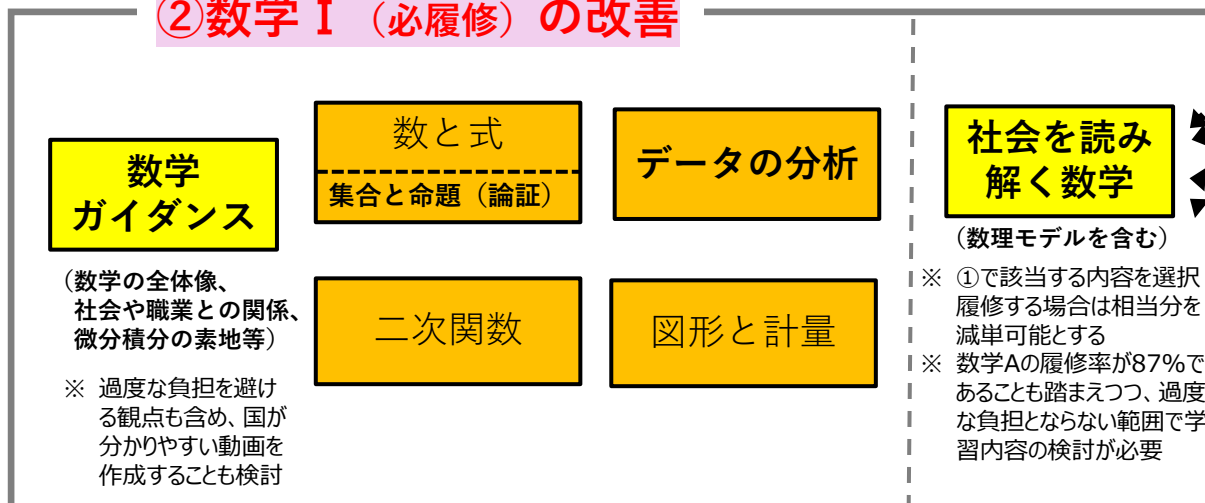 ②数学Ⅰ（必履修）の改善
数学
ガイダンス
（数学の全体像、
社会や職業との関係、
微分積分の素地等）
※ 過度な負担を避け
る観点も含め、国が
分かりやすい動画を
作成することも検討
数と式
集合と命題（論証）
データの分析
二次関数
図形と計量
社会を読み
解く数学
（数理モデルを含む）
※ ①で該当する内容を選択
履修する場合は相当分を
減単可能とする
※ 数学Aの履修率が87%で
あることも踏まえつつ、過度
な負担とならない範囲で学
習内容の検討が必要